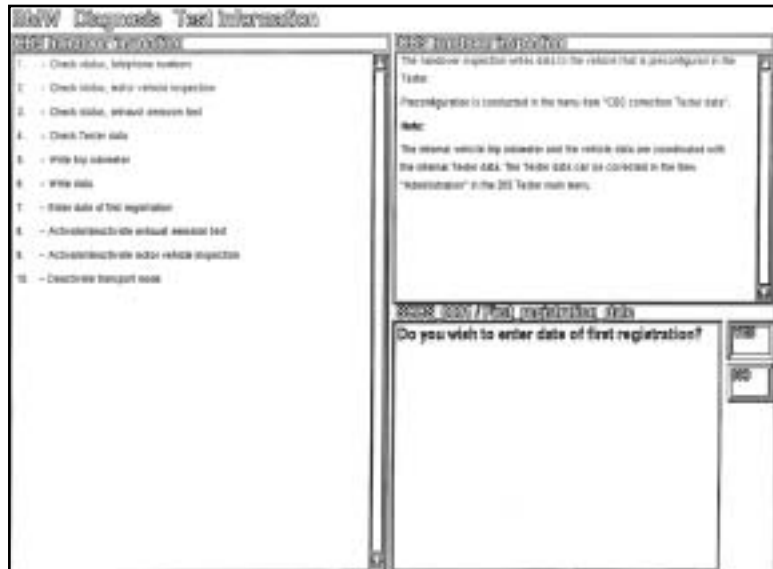 BMW Diagnosis Test Information
CBS handover inspection
1. - Check status, telephone numbers
2. - Check status, motor vehicle inspection
3. - Check status, exhaust emission test
4. - Check Tester data
5. - Write trip odometer
6. - Write data
7. - Enter date of first registration
8. - Activate/deactivate exhaust emission test
9. - Activate/deactivate motor vehicle inspection
10. - Deactivate transport mode
CBS handover inspection
The handover inspection writes data to the vehicle that is preconfigured in the
Tester.
Preconfiguration is conducted in the menu item "CBS correction Tester data".
Note:
The internal vehicle trip odometer and the vehicle data are coordinated with
the internal Tester data. The Tester data can be corrected in the item
"Administration" in the DIS Tester main menu.
/ First registration date
Do you wish to enter date of first registration?
YES
NO